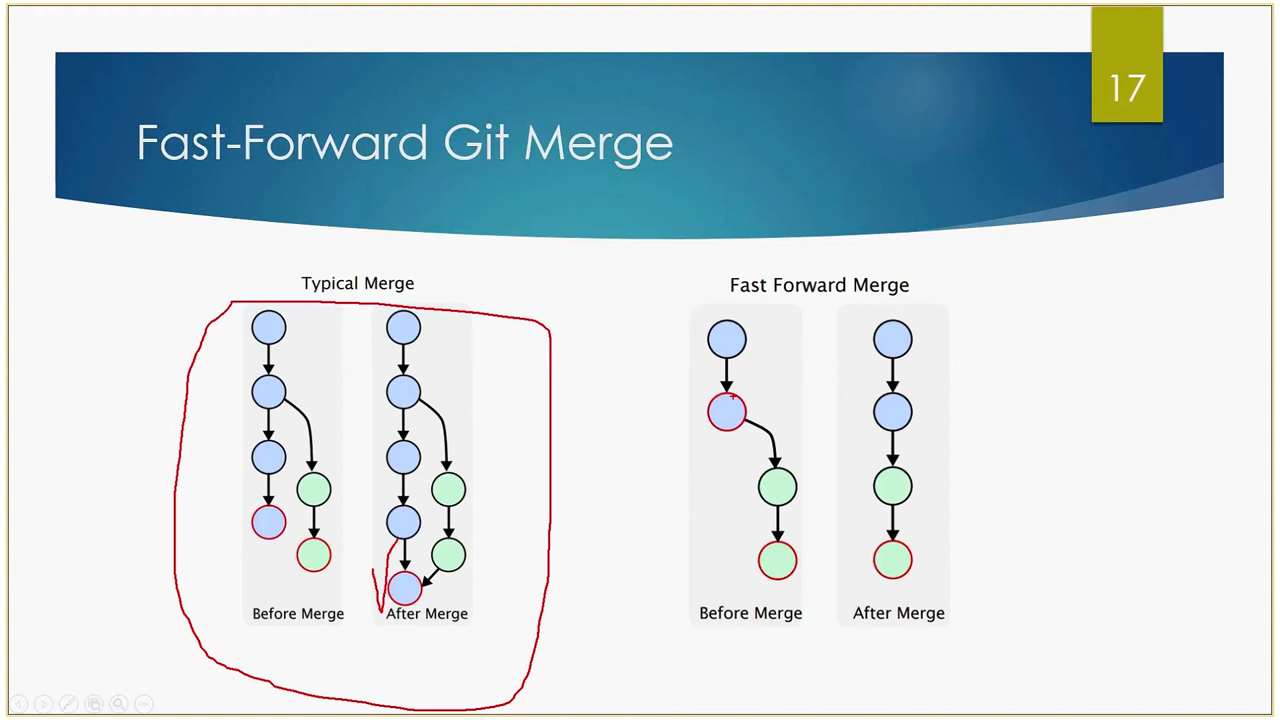 17
Fast-Forward Git Merge
Typical Merge
Before Merge
After Merge
Fast Forward Merge
Before Merge
After Merge